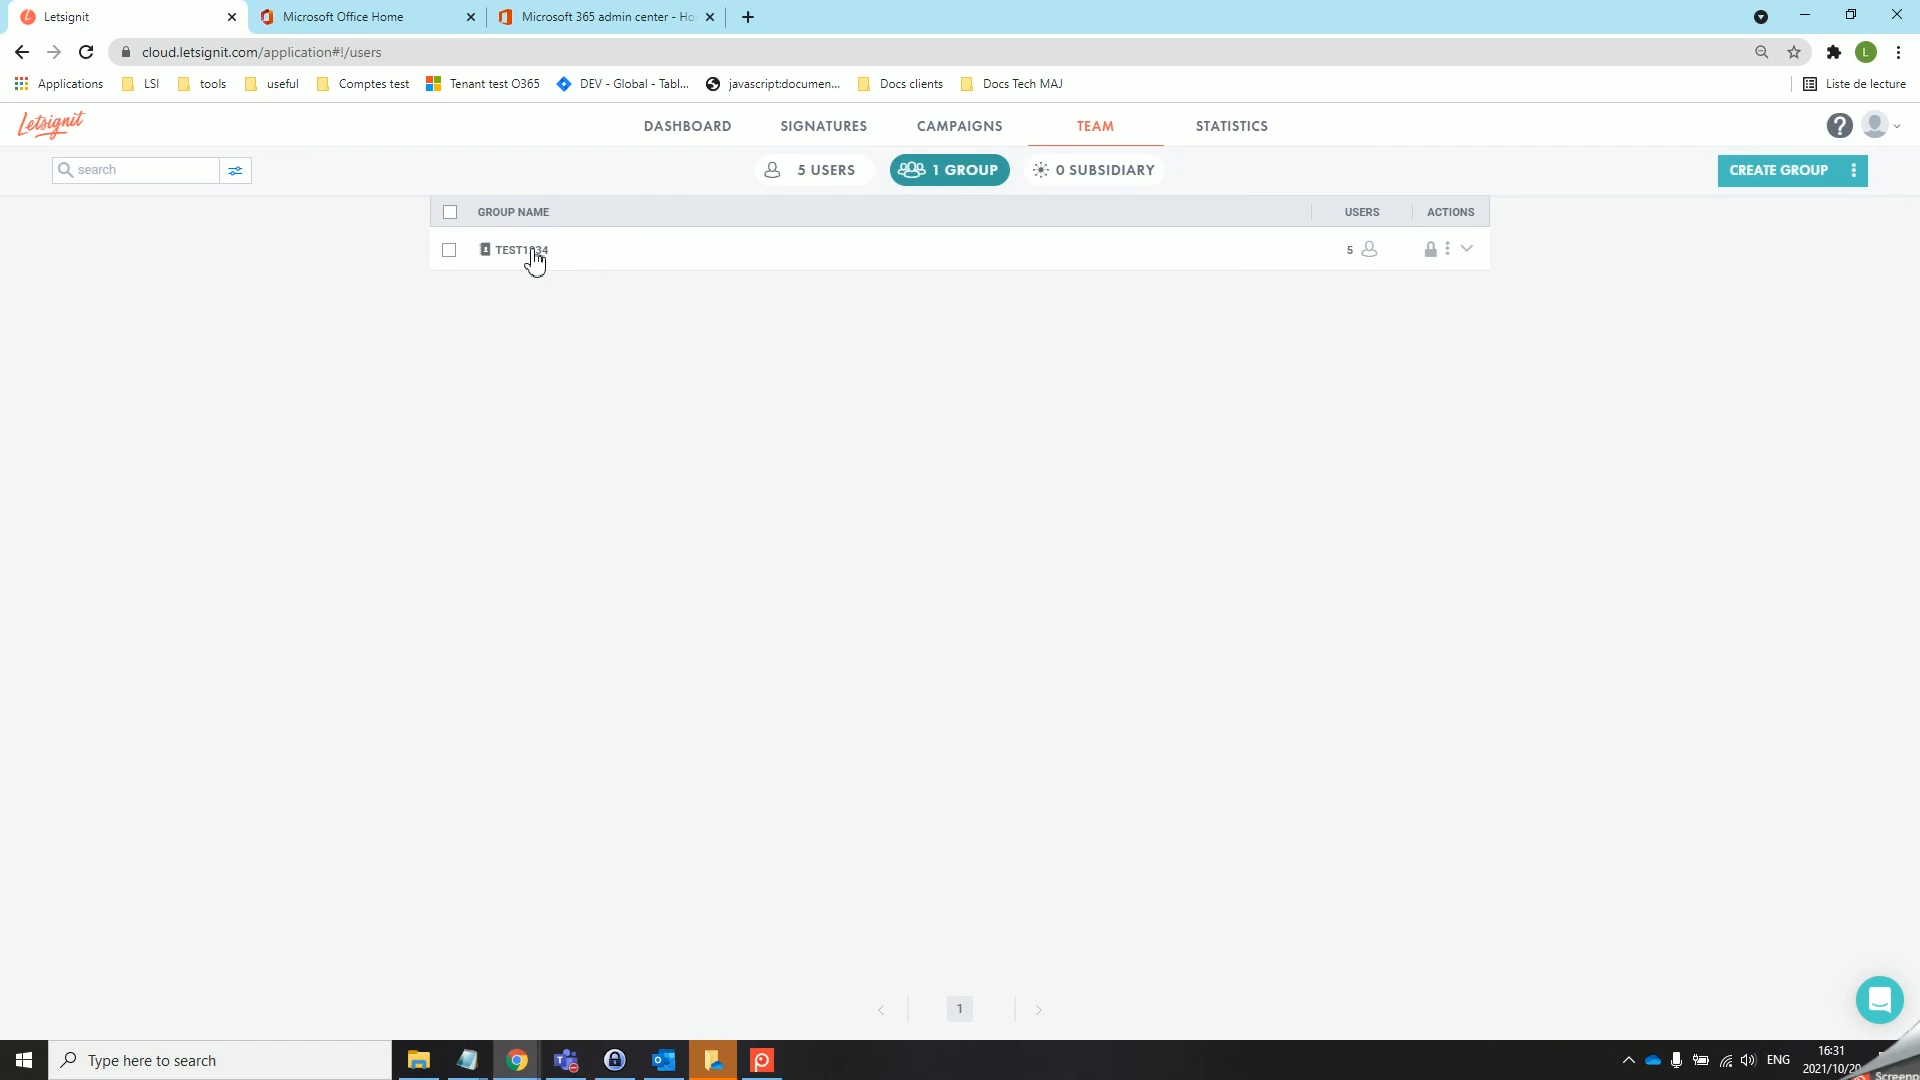 Letsignit
Microsoft Office Home
Microsoft 365 admin center - Ho
cloud.letsignit.com/application#!/users
L
Applications
LSI
tools
useful
Comptes test
Tenant test O365
DEV - Global - Tabl...
javascript:documen...
Docs clients
Docs Tech MAJ
Liste de lecture
Letsignit
DASHBOARD
SIGNATURES
CAMPAIGNS
TEAM
STATISTICS
?
search
5 USERS
1 GROUP
0 SUBSIDIARY
CREATE GROUP
GROUP NAME
USERS
ACTIONS
TEST1234
5
1
Type here to search
ENG
16:31
2021/10/20